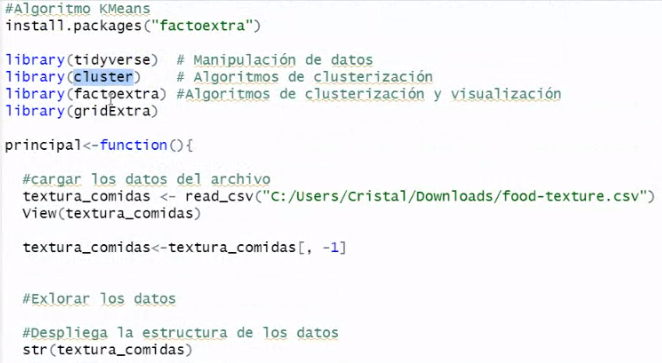 #Algoritmo KMeans
install.packages("factoextra")
library(tidyverse) # Manipulación de datos
library(cluster) # Algoritmos de clusterización
library(factoextra) #Algoritmos de clusterización y visualización
library(gridExtra)
principal<-function(){
#cargar los datos del archivo
textura_comidas <- read_csv("C:/Users/Cristal/Downloads/food-texture.csv")
View(textura_comidas)
textura_comidas<-textura_comidas[, -1]
#Exlorar los datos
#Despliega la estructura de los datos
str(textura_comidas)